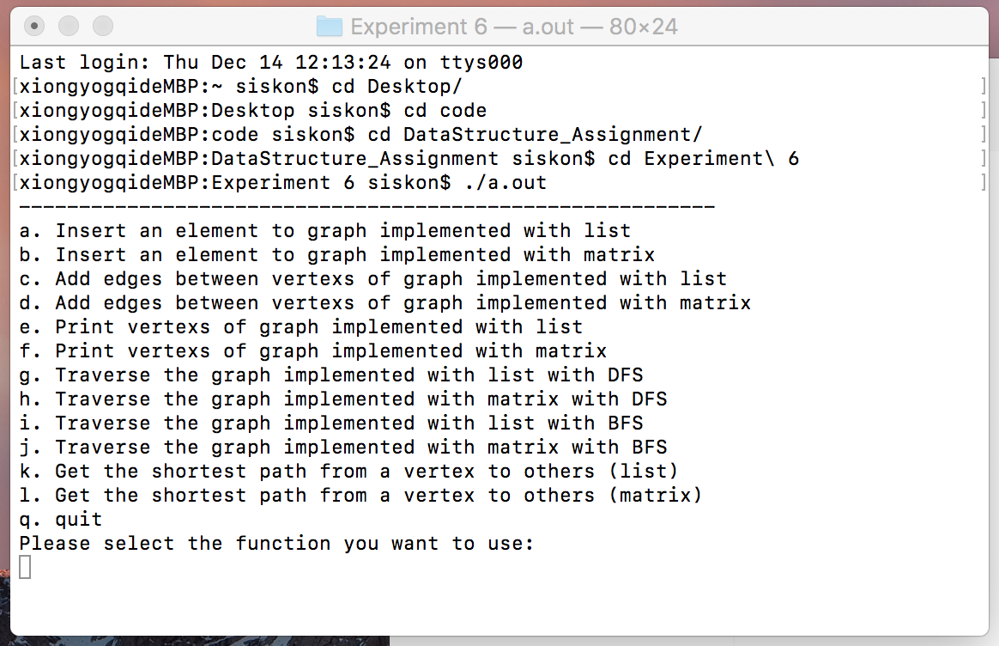 Experiment 6 — a.out — 80×24
Last login: Thu Dec 14 12:13:24 on ttys000
[xiongyogqideMBP:~ siskon$ cd Desktop/ ]
[xiongyogqideMBP:Desktop siskon$ cd code ]
[xiongyogqideMBP:code siskon$ cd DataStructure_Assignment/ ]
[xiongyogqideMBP:DataStructure_Assignment siskon$ cd Experiment\ 6 ]
[xiongyogqideMBP:Experiment 6 siskon$ ./a.out ]
----------------------------------------------------------
a. Insert an element to graph implemented with list
b. Insert an element to graph implemented with matrix
c. Add edges between vertexs of graph implemented with list
d. Add edges between vertexs of graph implemented with matrix
e. Print vertexs of graph implemented with list
f. Print vertexs of graph implemented with matrix
g. Traverse the graph implemented with list with DFS
h. Traverse the graph implemented with matrix with DFS
i. Traverse the graph implemented with list with BFS
j. Traverse the graph implemented with matrix with BFS
k. Get the shortest path from a vertex to others (list)
l. Get the shortest path from a vertex to others (matrix)
q. quit
Please select the function you want to use: